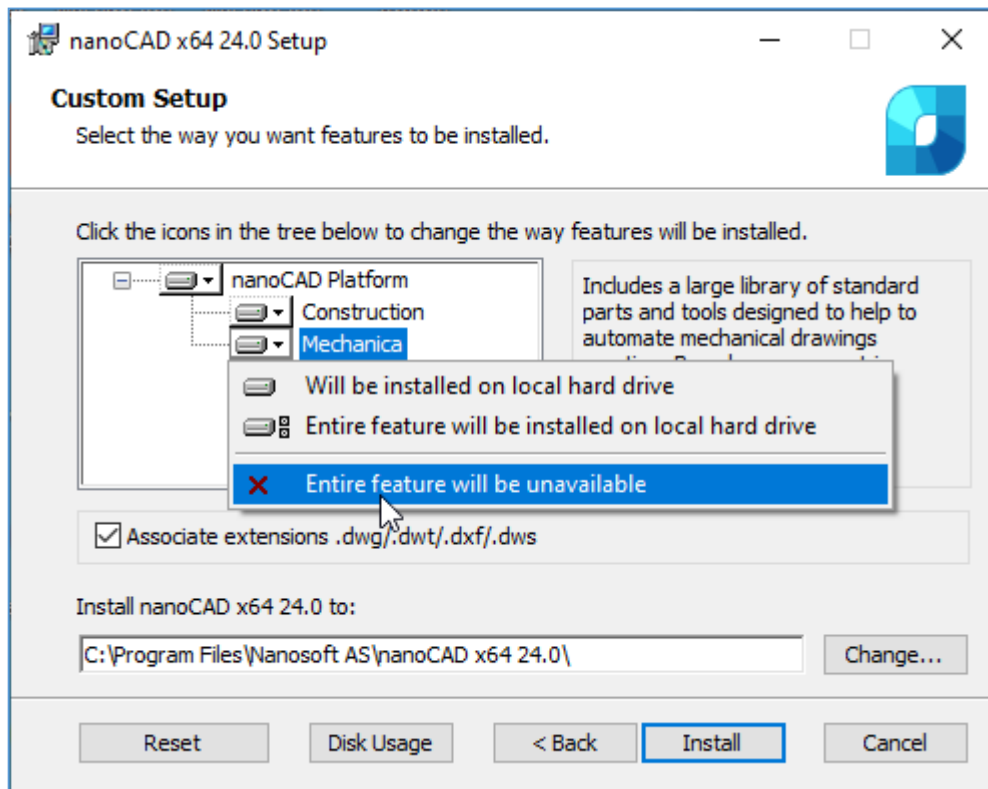 nanoCAD x64 24.0 Setup
Custom Setup
Select the way you want features to be installed.
Click the icons in the tree below to change the way features will be installed.
nanoCAD Platform
Construction
Mechanica
Includes a large library of standard
parts and tools designed to help to
automate mechanical drawings
Will be installed on local hard drive
Entire feature will be installed on local hard drive
Entire feature will be unavailable
Associate extensions .dwg/.dwt/.dxf/.dws
Install nanoCAD x64 24.0 to:
C:\Program Files\Nanosoft AS\nanoCAD x64 24.0\
Change...
Reset
Disk Usage
< Back
Install
Cancel